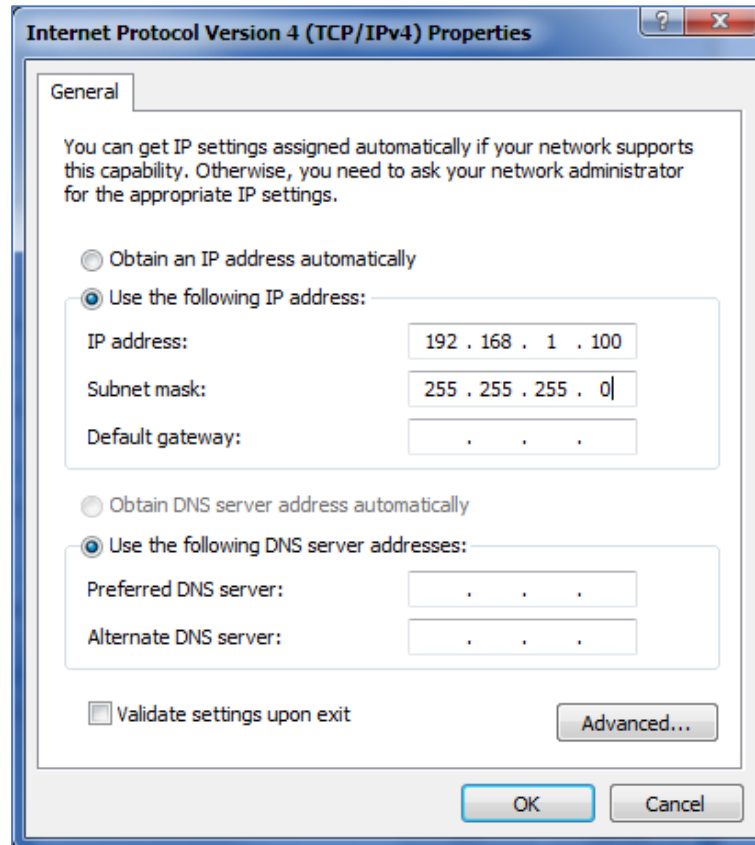 Internet Protocol Version 4 (TCP/IPv4) Properties
?
General
You can get IP settings assigned automatically if your network supports
this capability. Otherwise, you need to ask your network administrator
for the appropriate IP settings.
Obtain an IP address automatically
Use the following IP address:
IP address: 192 . 168 . 1 . 100
Subnet mask: 255 . 255 . 255 . 0
Default gateway: . . .
Obtain DNS server address automatically
Use the following DNS server addresses:
Preferred DNS server: . . .
Alternate DNS server: . . .
Validate settings upon exit
Advanced...
OK Cancel